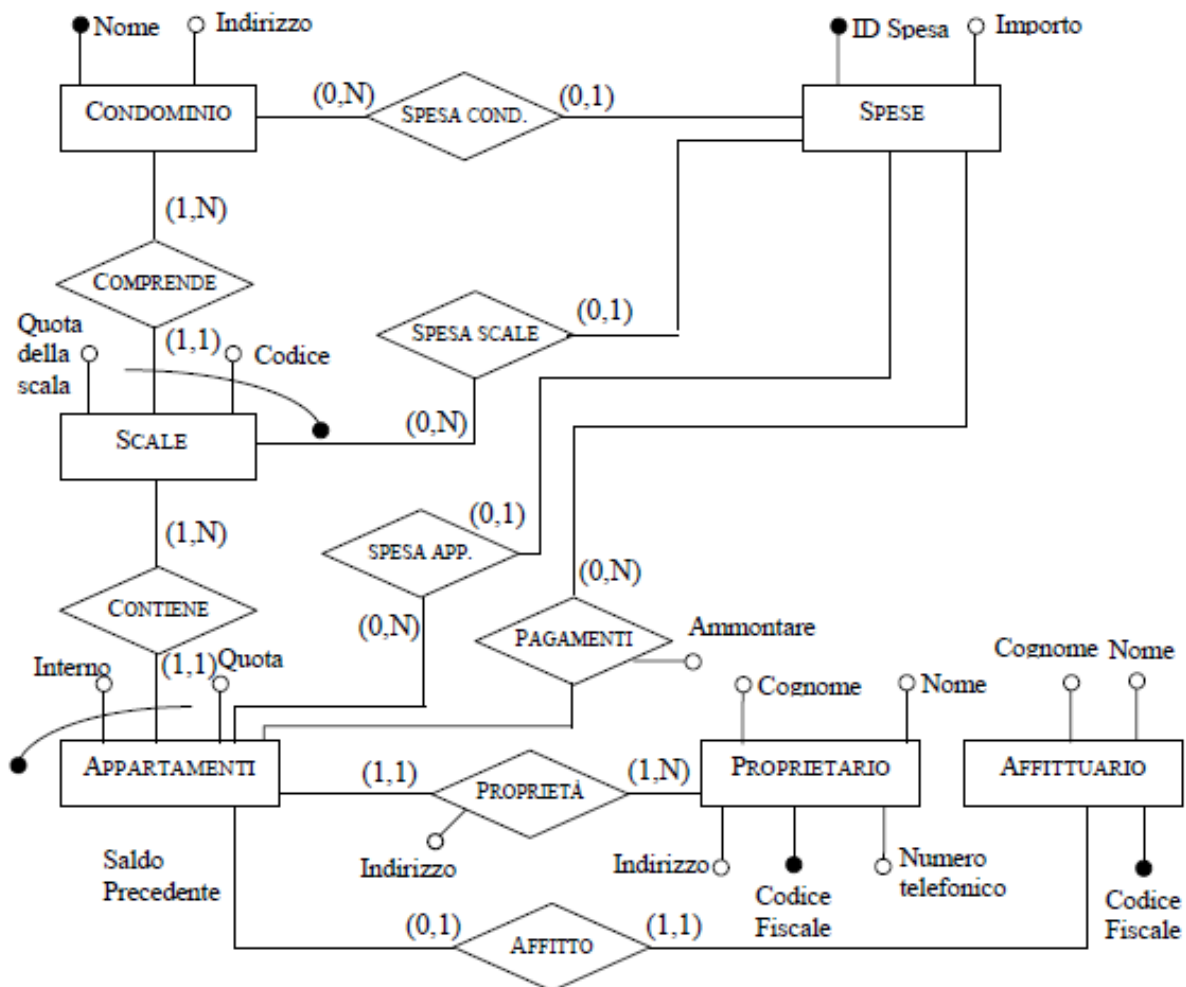 Nome
Indirizzo
ID Spesa
Importo
CONDOMINIO
(0,N)
SPESA COND.
(0,1)
SPESE
(1,N)
COMPRENDE
Quota
della
scala
(1,1)
Codice
SPESA SCALE
(0,1)
SCALE
(0,N)
(1,N)
SPESA APP.
(0,1)
CONTIENE
(0,N)
(0,N)
PAGAMENTI
Ammontare
Interno
(1,1)
Quota
Cognome
Nome
Cognome
Nome
APPARTAMENTI
(1,1)
PROPRIETÀ
(1,N)
PROPRIETARIO
AFFITTUARIO
Saldo
Precedente
Indirizzo
Indirizzo
Codice
Fiscale
Numero
telefonico
Codice
Fiscale
(0,1)
AFFITTO
(1,1)